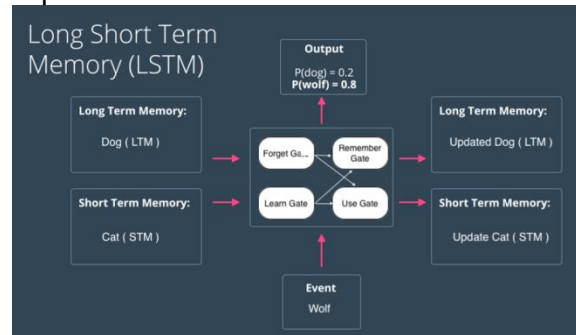 Long Short Term
Memory (LSTM)
Output
P(dog) = 0.2
P(wolf) = 0.8
Long Term Memory:
Dog ( LTM )
Short Term Memory:
Cat ( STM )
Forget Ga...
Remember
Gate
Learn Gate
Use Gate
Long Term Memory:
Updated Dog ( LTM )
Short Term Memory:
Update Cat ( STM )
Event
Wolf